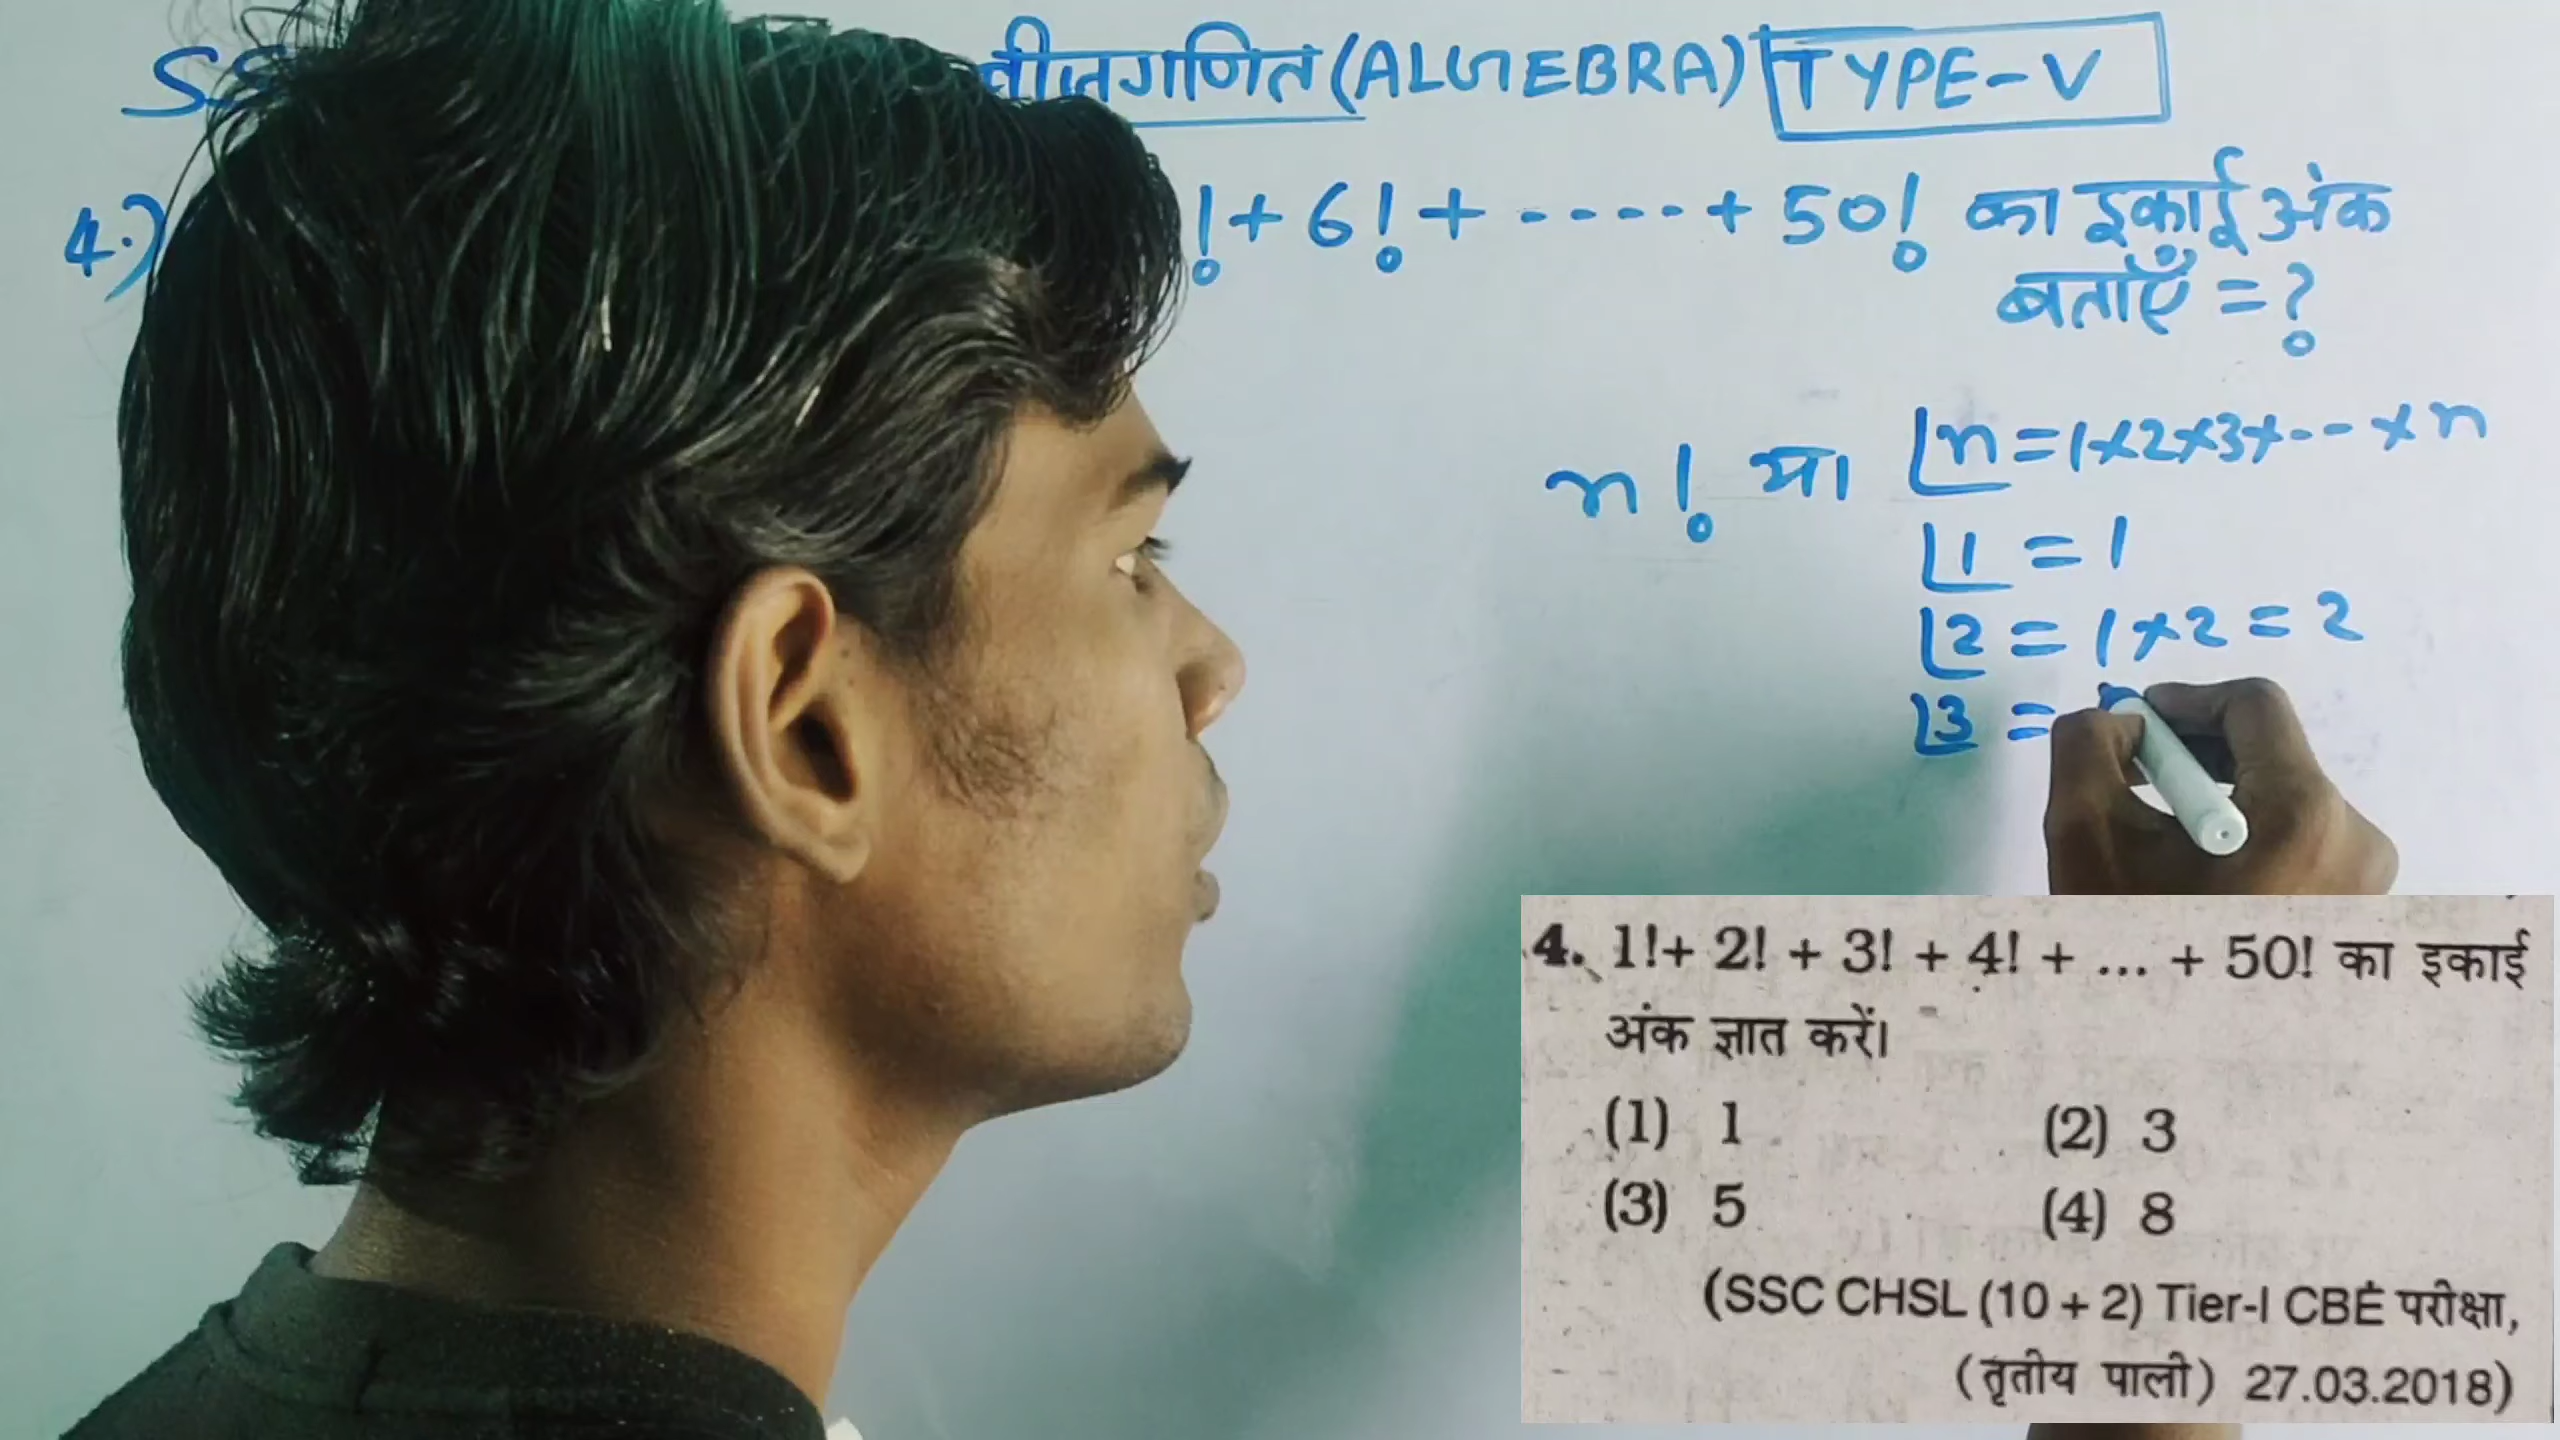 बीजगणित (ALGEBRA) TYPE-V
4.) ! + 6! + ---- + 50! का इकाई अंक
बताएँ = ?
n! या ⌊n = 1×2×3×--- × n
⌊1 = 1
⌊2 = 1×2 = 2
⌊3 =
4. 1!+ 2! + 3! + 4! + ... + 50! का इकाई
अंक ज्ञात करें।
(1) 1 (2) 3
(3) 5 (4) 8
(SSC CHSL (10 + 2) Tier-I CBE परीक्षा,
(तृतीय पाली) 27.03.2018)